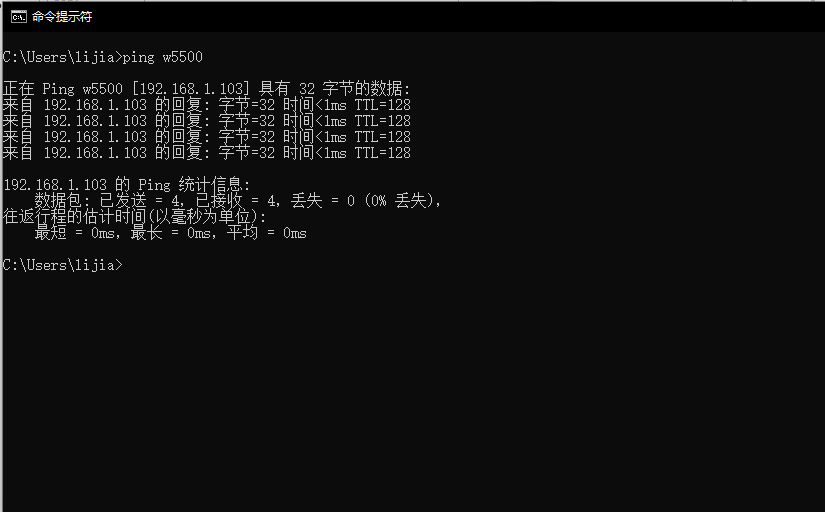 命令提示符
C:\Users\lijia>ping w5500
正在 Ping w5500 [192.168.1.103] 具有 32 字节的数据:
来自 192.168.1.103 的回复: 字节=32 时间<1ms TTL=128
来自 192.168.1.103 的回复: 字节=32 时间<1ms TTL=128
来自 192.168.1.103 的回复: 字节=32 时间<1ms TTL=128
来自 192.168.1.103 的回复: 字节=32 时间<1ms TTL=128
192.168.1.103 的 Ping 统计信息:
    数据包: 已发送 = 4, 已接收 = 4, 丢失 = 0 (0% 丢失),
往返行程的估计时间(以毫秒为单位):
    最短 = 0ms, 最长 = 0ms, 平均 = 0ms
C:\Users\lijia>